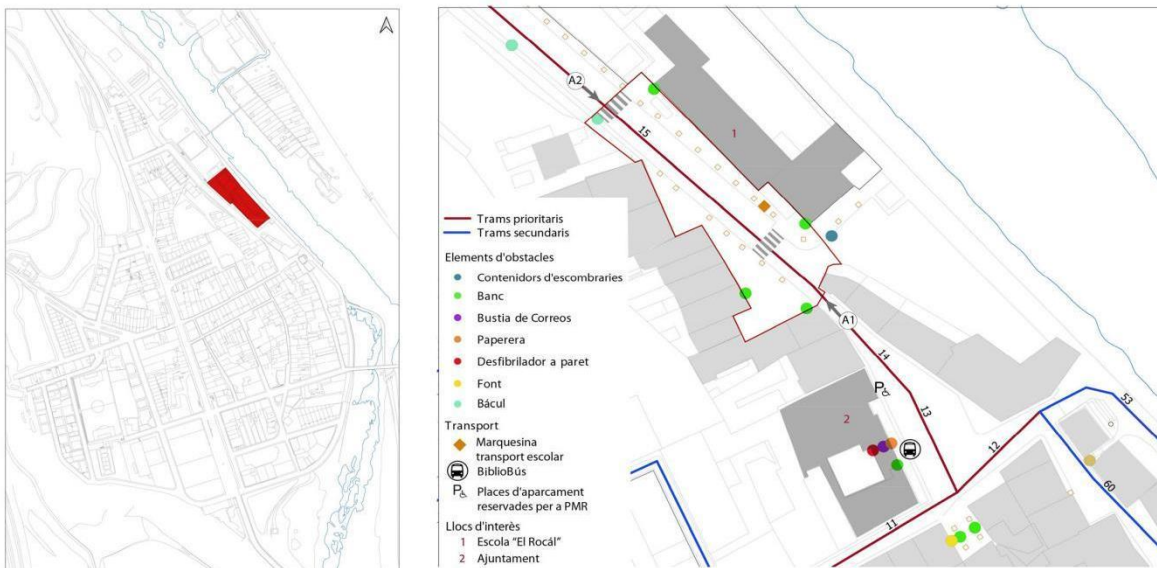 Trams prioritaris
Trams secundaris
Elements d'obstacles
Contenidors d'escombraries
Banc
Bustia de Correos
Paperera
Desfibrilador a paret
Font
Bácul
Transport
Marquesina
transport escolar
BiblioBús
P Places d'aparcament
reservades per a PMR
Llocs d'interès
1 Escola "El Rocál"
2 Ajuntament
A2
15
1
A1
14
P
13
2
12
53
60
11